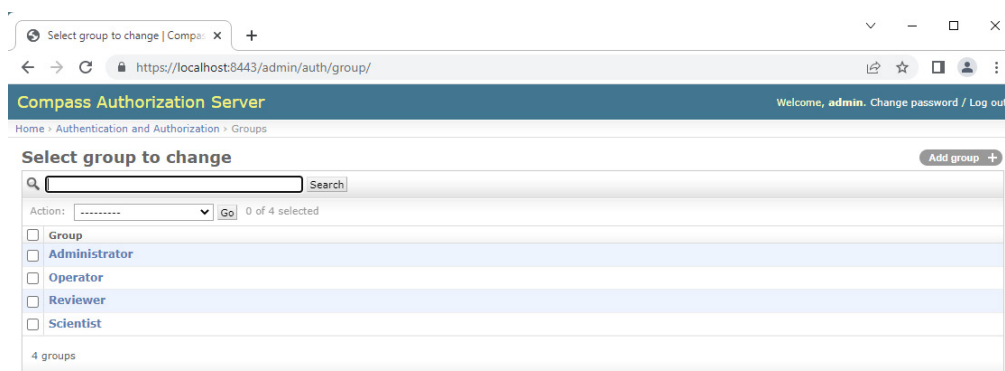 Select group to change | Compa
https://localhost:8443/admin/auth/group/
Compass Authorization Server
Welcome, admin. Change password / Log out
Home › Authentication and Authorization › Groups
Select group to change
Add group +
Search
Action: --------- Go 0 of 4 selected
Group
Administrator
Operator
Reviewer
Scientist
4 groups